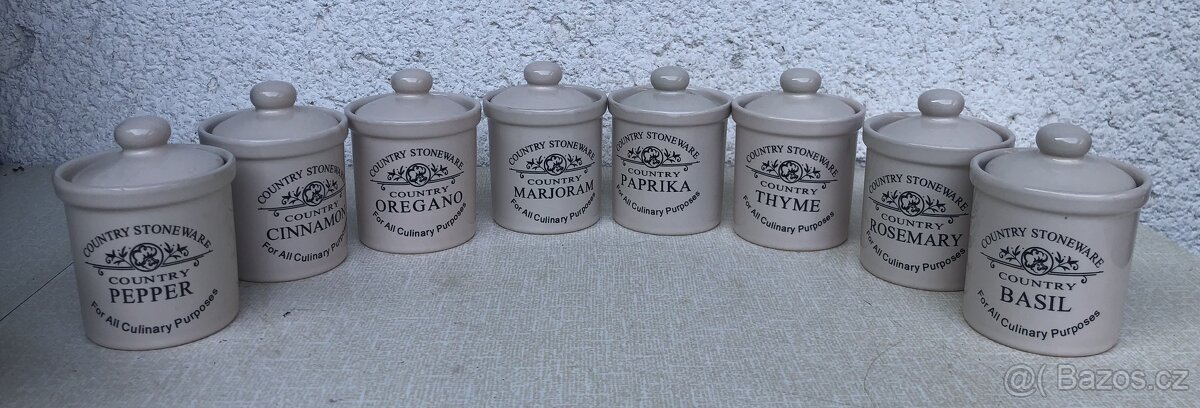 COUNTRY STONEWARE
COUNTRY
PEPPER
For All Culinary Purposes
COUNTRY STONEWARE
COUNTRY
CINNAMON
For All Culinary Purposes
COUNTRY STONEWARE
COUNTRY
OREGANO
For All Culinary Purposes
COUNTRY STONEWARE
COUNTRY
MARJORAM
For All Culinary Purposes
COUNTRY STONEWARE
COUNTRY
PAPRIKA
For All Culinary Purposes
COUNTRY STONEWARE
COUNTRY
THYME
For All Culinary Purposes
COUNTRY STONEWARE
COUNTRY
ROSEMARY
For All Culinary Purposes
COUNTRY STONEWARE
COUNTRY
BASIL
For All Culinary Purposes
@( Bazos.cz